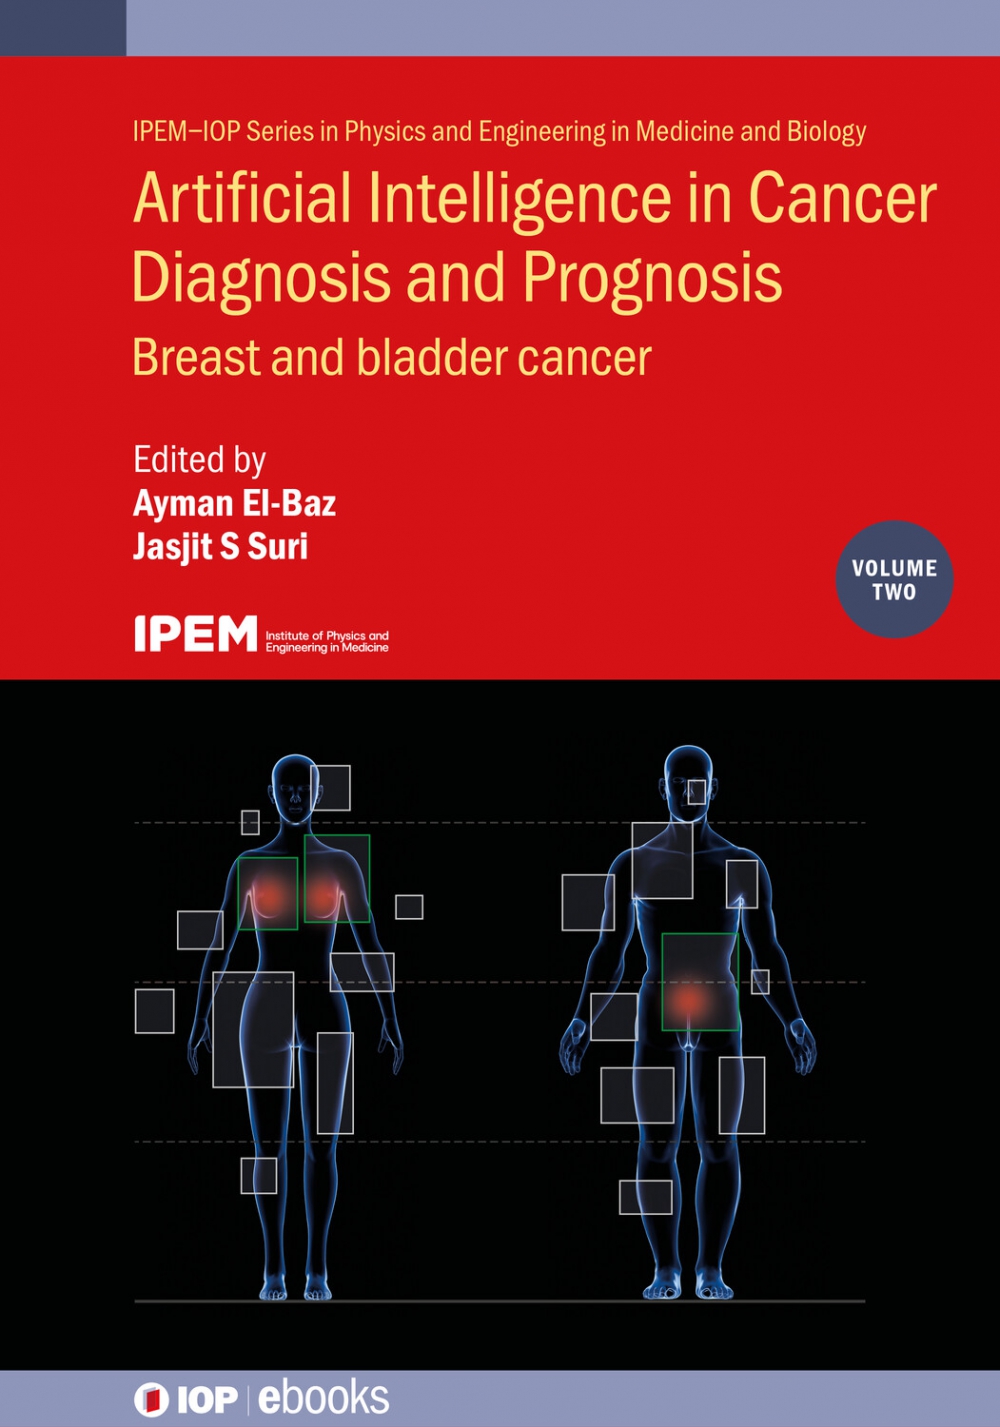 IPEM–IOP Series in Physics and Engineering in Medicine and Biology
Artificial Intelligence in Cancer
Diagnosis and Prognosis
Breast and bladder cancer
Edited by
Ayman El-Baz
Jasjit S Suri
VOLUME
TWO
IPEM Institute of Physics and
Engineering in Medicine
IOP ebooks